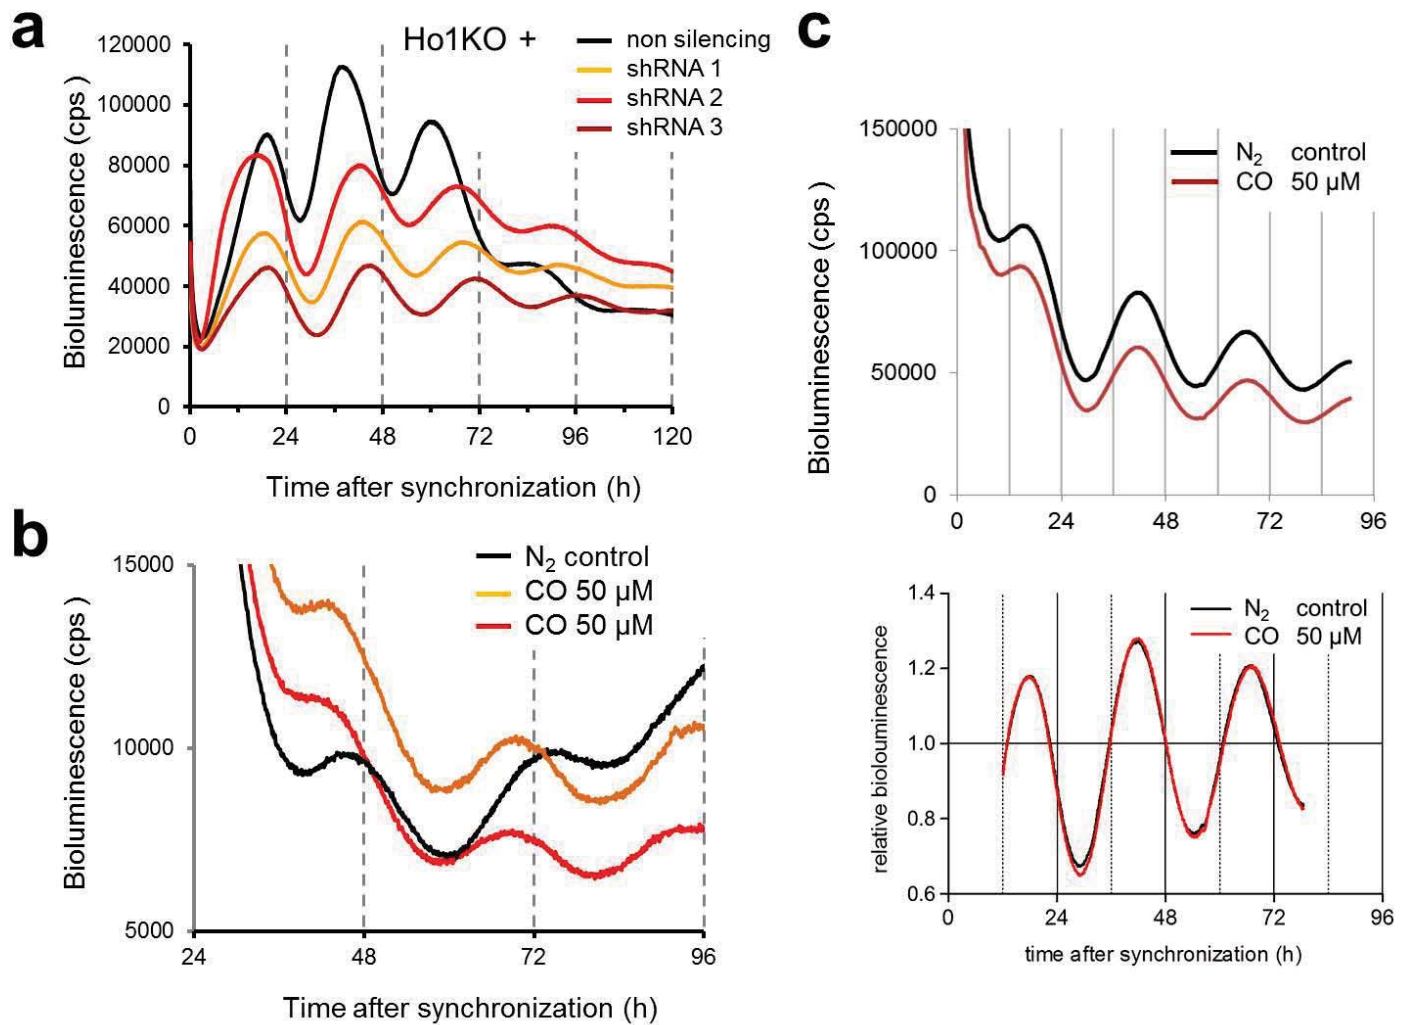 a
Ho1KO +
non silencing
shRNA 1
shRNA 2
shRNA 3
120000
100000
80000
60000
40000
20000
0
Bioluminescence (cps)
0 24 48 72 96 120
Time after synchronization (h)
b
N2 control
CO 50 µM
CO 50 µM
15000
10000
5000
Bioluminescence (cps )
24 48 72 96
Time after synchronization (h)
c
N2 control
CO 50 µM
150000
100000
50000
0
Bioluminescence (cps )
0 24 48 72 96
N2 control
CO 50 µM
1.4
1.2
1.0
0.8
0.6
relative biolouminescence
0 24 48 72 96
time after synchronization (h)